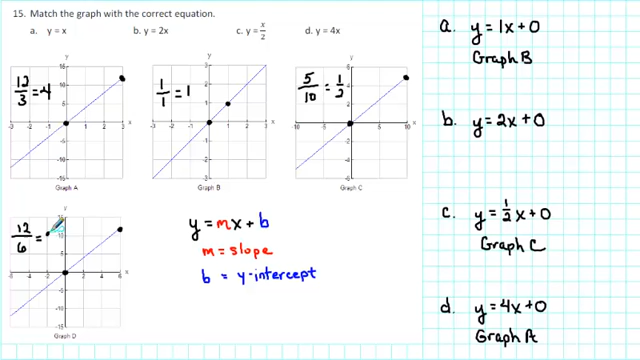 15. Match the graph with the correct equation.
a. y = x b. y = 2x c. y = x/2 d. y = 4x
12/3 = 4
1/1 = 1
5/10 = 1/2
Graph A Graph B Graph C
12/6 =
Graph D
y = mx + b
m = slope
b = y-intercept
a. y = 1x + 0
Graph B
b. y = 2x + 0
c. y = 1/2 x + 0
Graph C
d. y = 4x + 0
Graph A